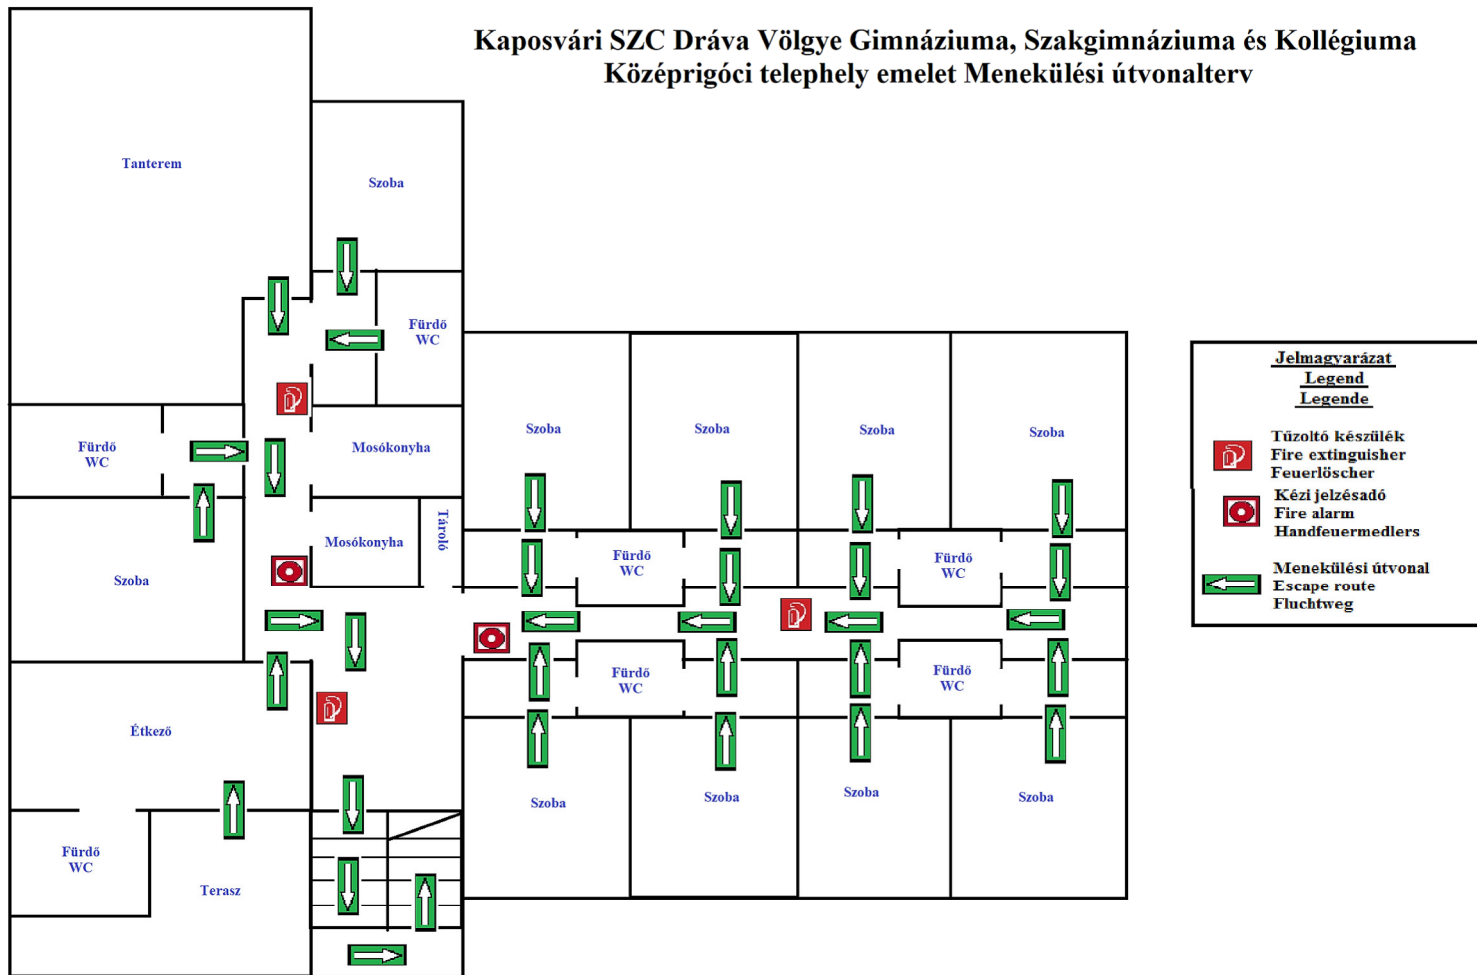 Kaposvári SZC Dráva Völgye Gimnáziuma, Szakgimnáziuma és Kollégiuma
Középrigóci telephely emelet Menekülési útvonalterv
Tanterem
Szoba
Fürdő
WC
Fürdő
WC
Mosókonyha
Mosókonyha
Tároló
Szoba
Szoba
Szoba
Szoba
Szoba
Fürdő
WC
Fürdő
WC
Fürdő
WC
Fürdő
WC
Étkező
Szoba
Szoba
Szoba
Szoba
Fürdő
WC
Terasz
Jelmagyarázat
Legend
Legende
Tűzoltó készülék
Fire extinguisher
Feuerlöscher
Kézi jelzésadó
Fire alarm
Handfeuermedlers
Menekülési útvonal
Escape route
Fluchtweg